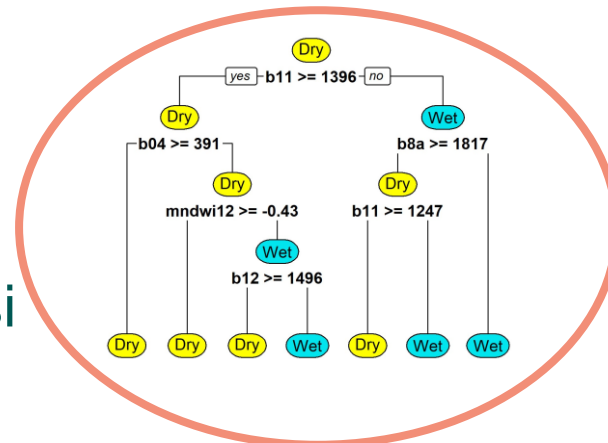 Dry
yes b11 >= 1396 no
Dry Wet
b04 >= 391 b8a >= 1817
Dry Dry
mndwi12 >= -0.43 b11 >= 1247
Wet
b12 >= 1496
Dry Dry Dry Wet Dry Wet Wet